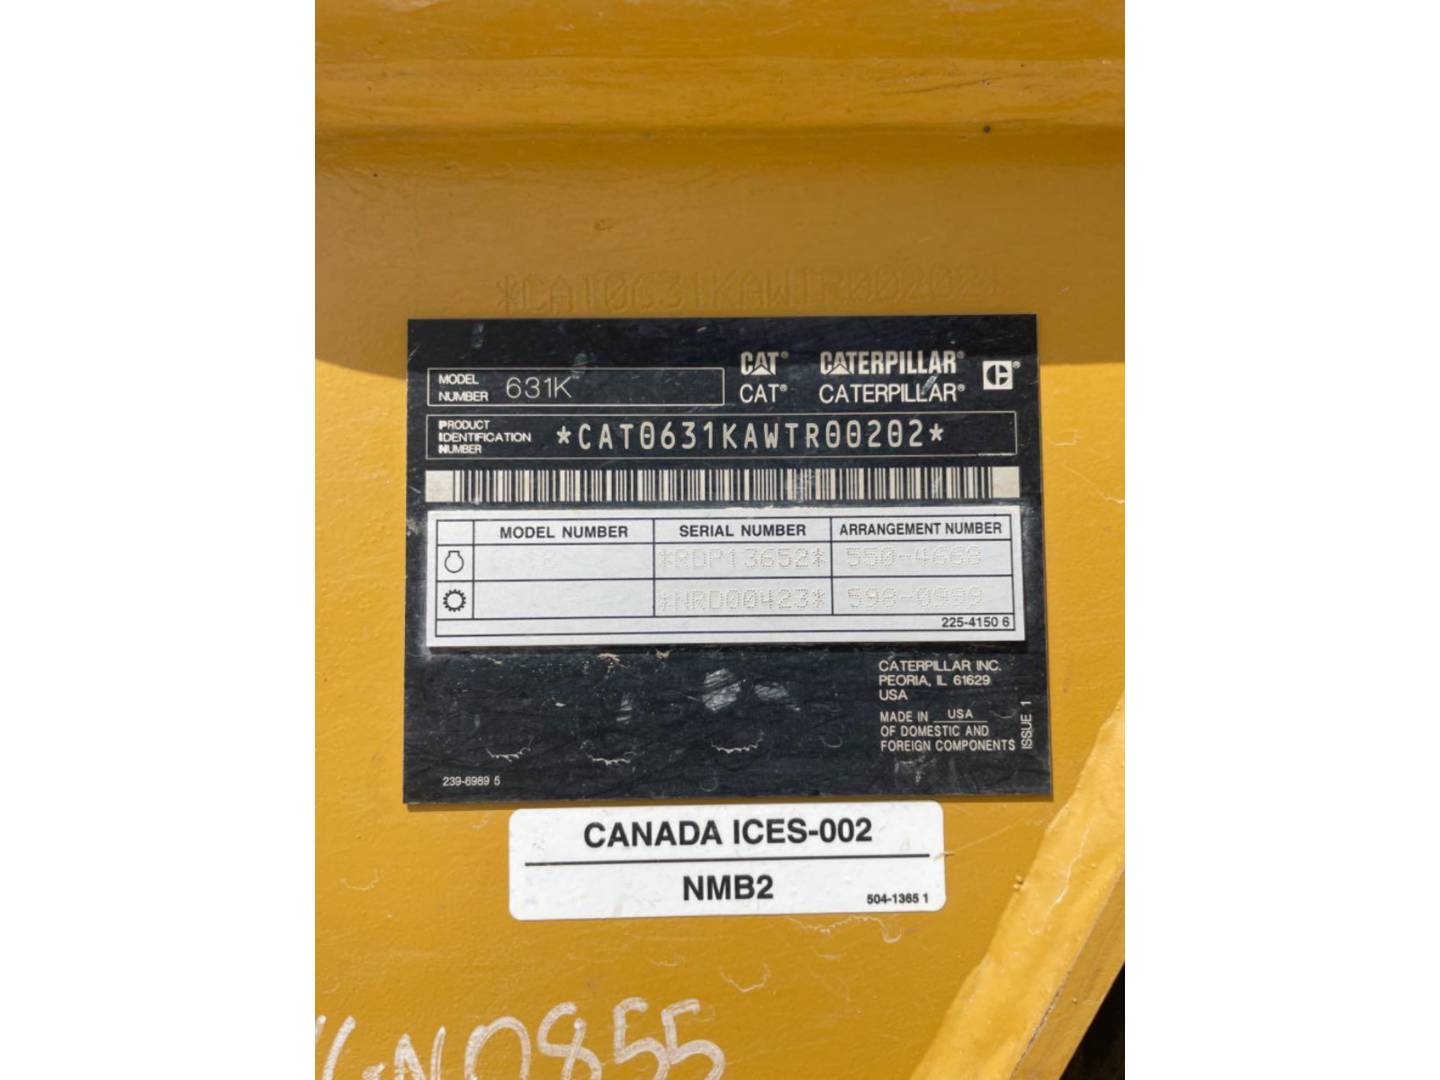 *CAT0631KAWTR00202*
CAT® CATERPILLAR®
MODEL NUMBER 631K
CAT® CATERPILLAR®
PRODUCT IDENTIFICATION NUMBER *CAT0631KAWTR00202*
MODEL NUMBER SERIAL NUMBER ARRANGEMENT NUMBER
*RDP13652* 550-4668
*NRD00423* 598-0999
225-4150 6
CATERPILLAR INC.
PEORIA, IL 61629
USA
MADE IN USA
OF DOMESTIC AND
FOREIGN COMPONENTS
ISSUE 1
239-6989 5
CANADA ICES-002
NMB2
504-1365 1